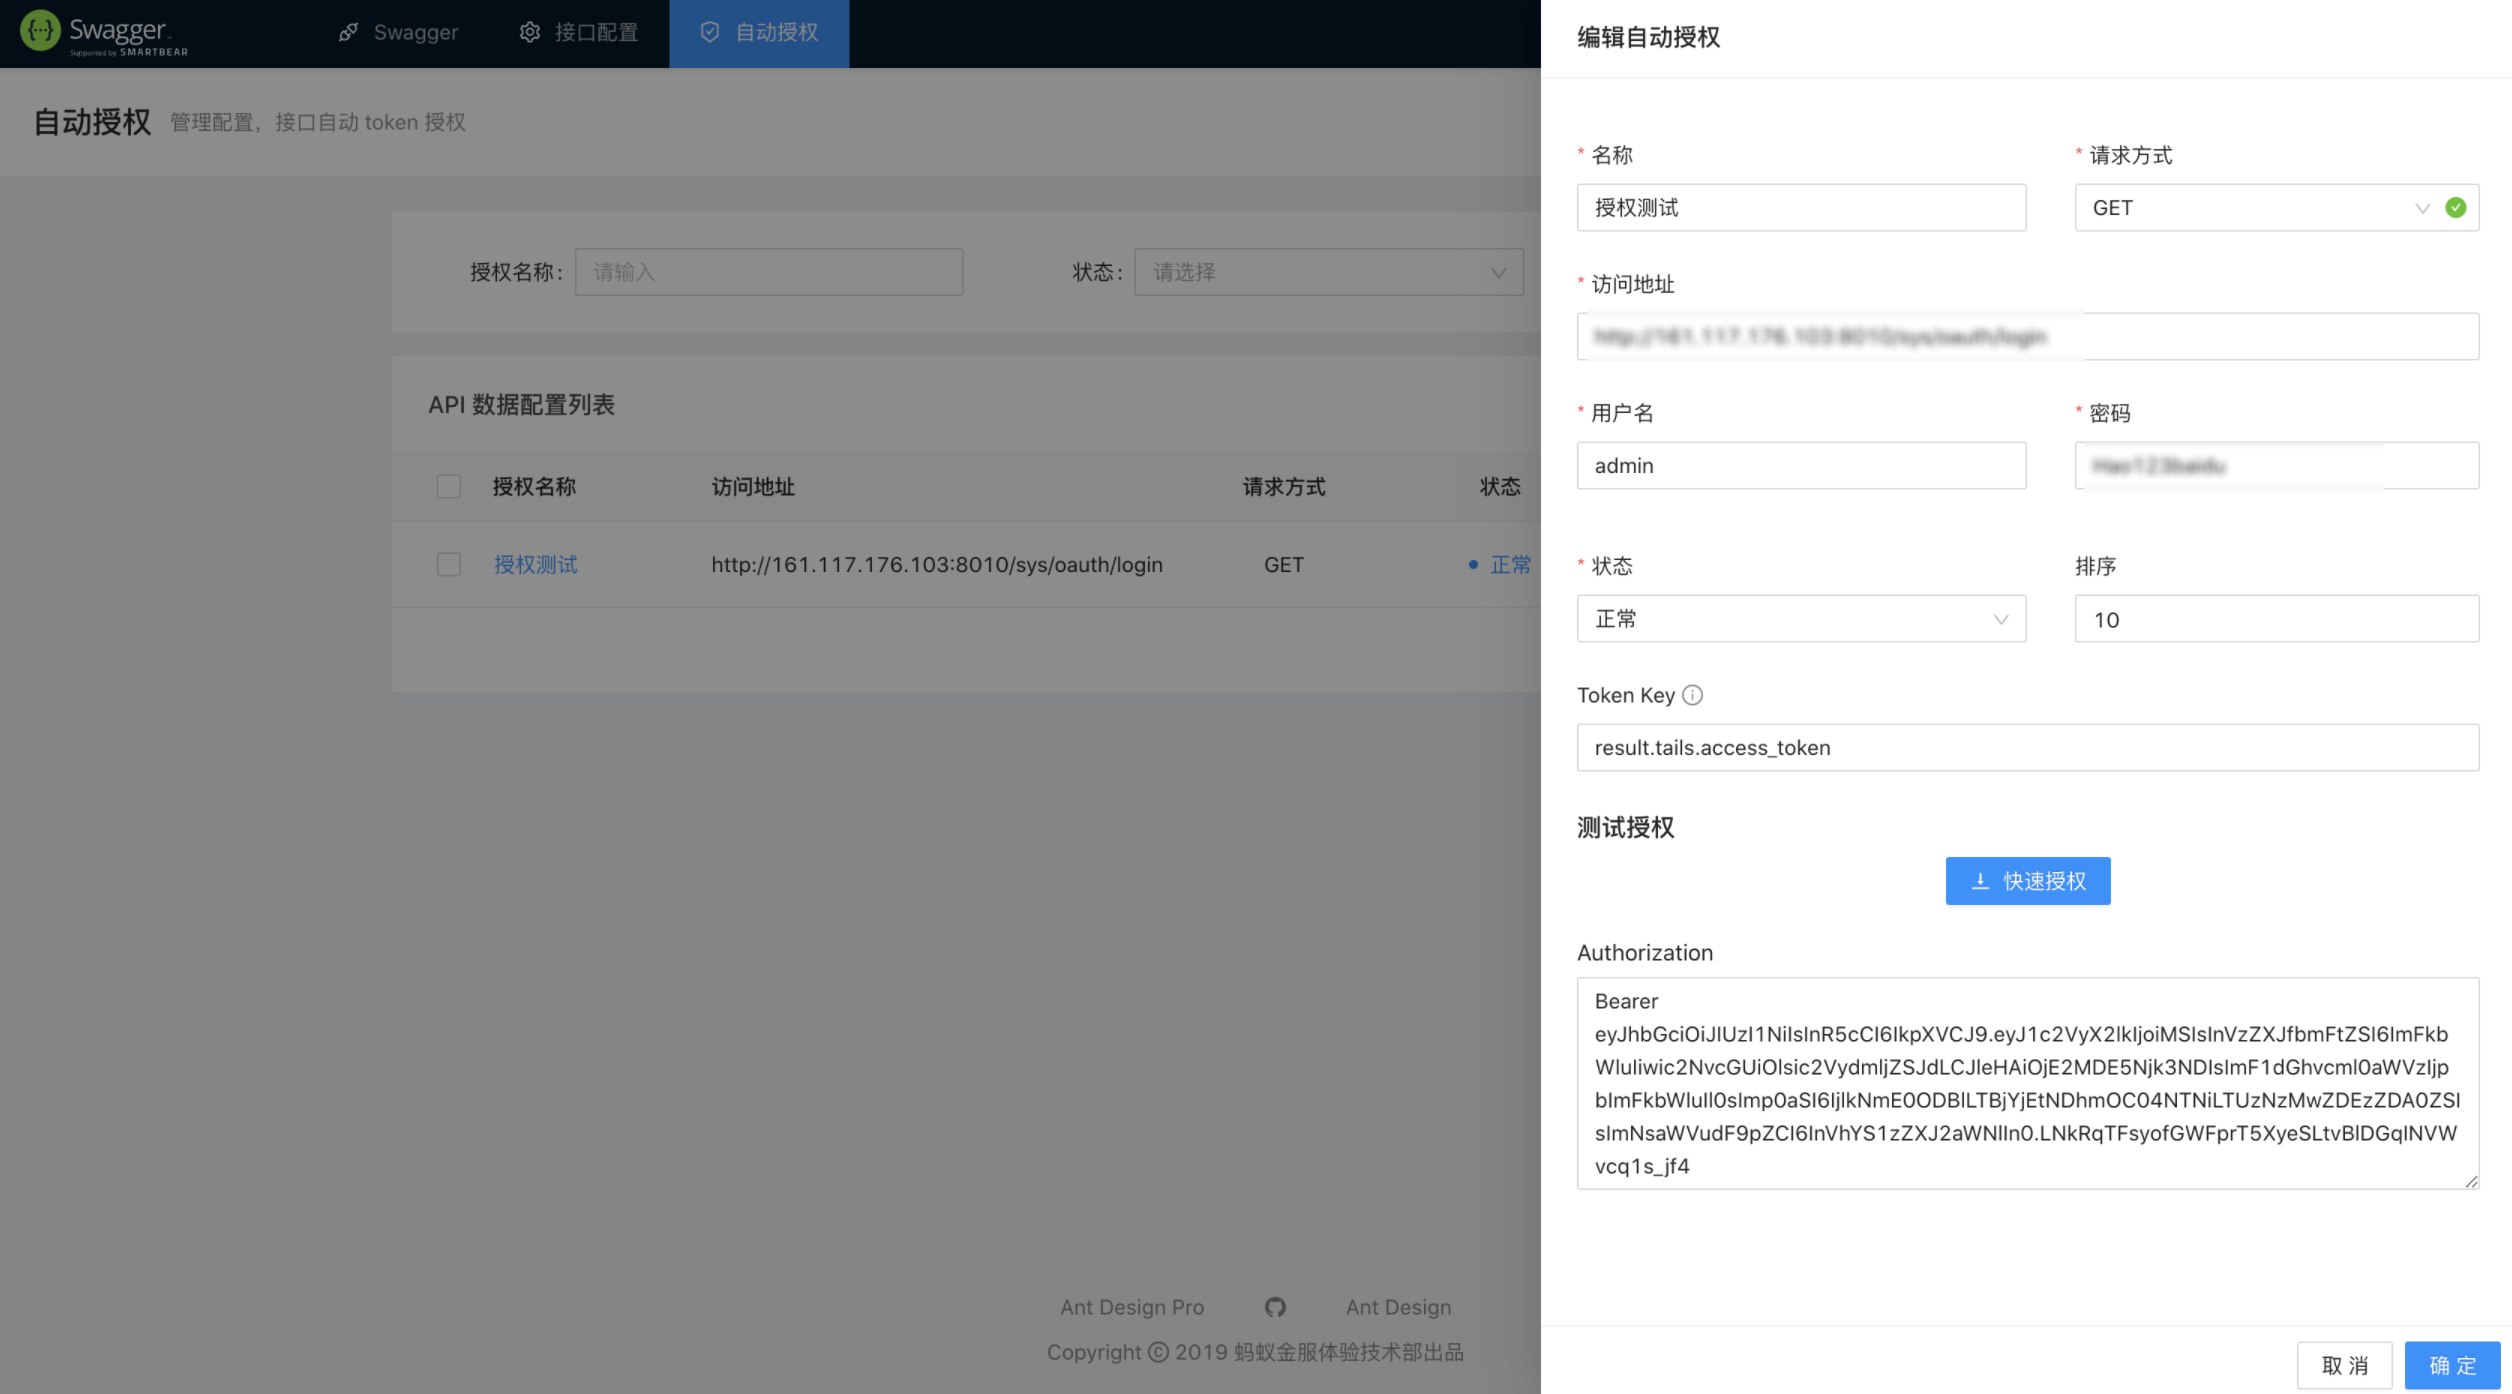 Swagger
Supported by SMARTBEAR
Swagger
接口配置
自动授权
自动授权
管理配置，接口自动 token 授权
授权名称:
请输入
状态:
请选择
API 数据配置列表
授权名称 访问地址 请求方式 状态
授权测试 http://161.117.176.103:8010/sys/oauth/login GET 正常
Ant Design Pro
Ant Design
Copyright © 2019 蚂蚁金服体验技术部出品
编辑自动授权
* 名称
* 请求方式
授权测试
GET
* 访问地址
* 用户名
* 密码
admin
* 状态
排序
正常
10
Token Key
result.tails.access_token
测试授权
快速授权
Authorization
Bearer
eyJhbGciOiJIUzI1NiIsInR5cCI6IkpXVCJ9.eyJ1c2VyX2lkIjoiMSIsInVzZXJfbmFtZSI6ImFkb
WluIiwic2NvcGUiOlsic2VydmljZSJdLCJleHAiOjE2MDE5Njk3NDIsImF1dGhvcml0aWVzIjp
bImFkbWluIl0sImp0aSI6IjlkNmE0ODBlLTBjYjEtNDhmOC04NTNiLTUzNzMwZDEzZDA0ZSI
sImNsaWVudF9pZCI6InVhYS1zZXJ2aWNlIn0.LNkRqTFsyofGWFprT5XyeSLtvBlDGqINVW
vcq1s_jf4
取 消
确 定